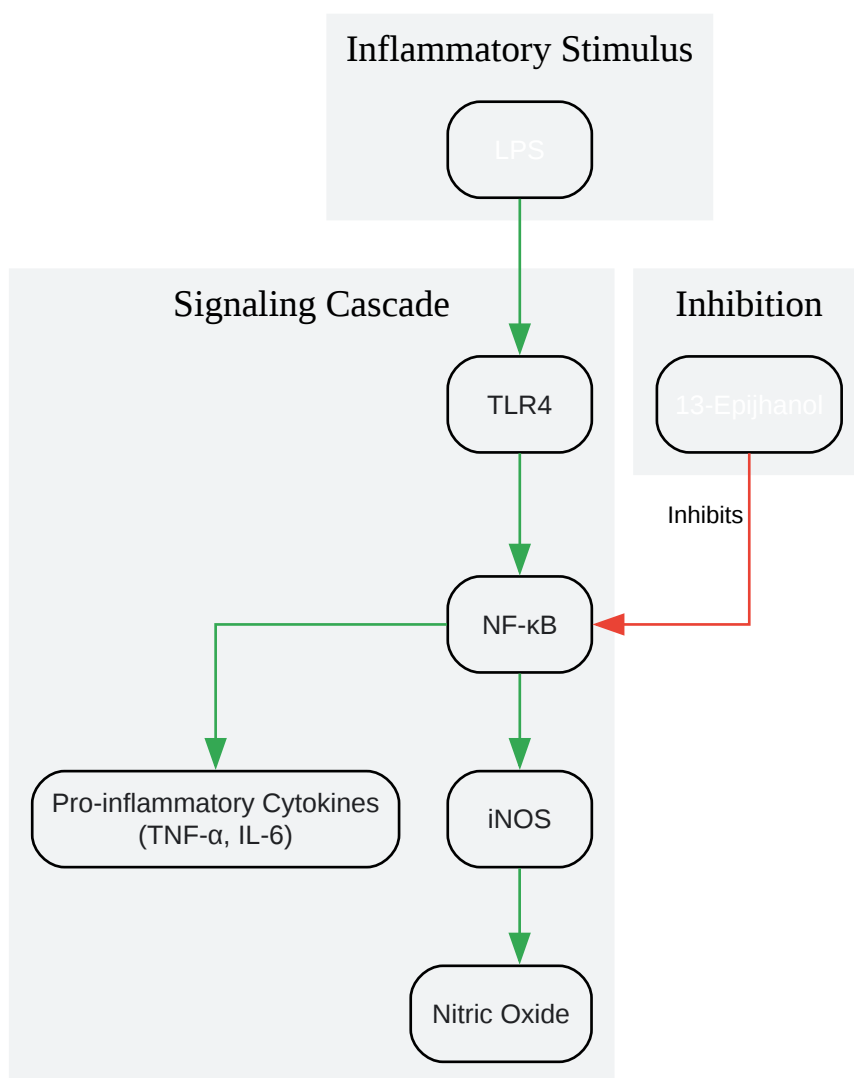 Inflammatory Stimulus
LPS
Signaling Cascade
Inhibition
TLR4
13-Epijhanol
Inhibits
NF-κB
Pro-inflammatory Cytokines
(TNF-α, IL-6)
iNOS
Nitric Oxide